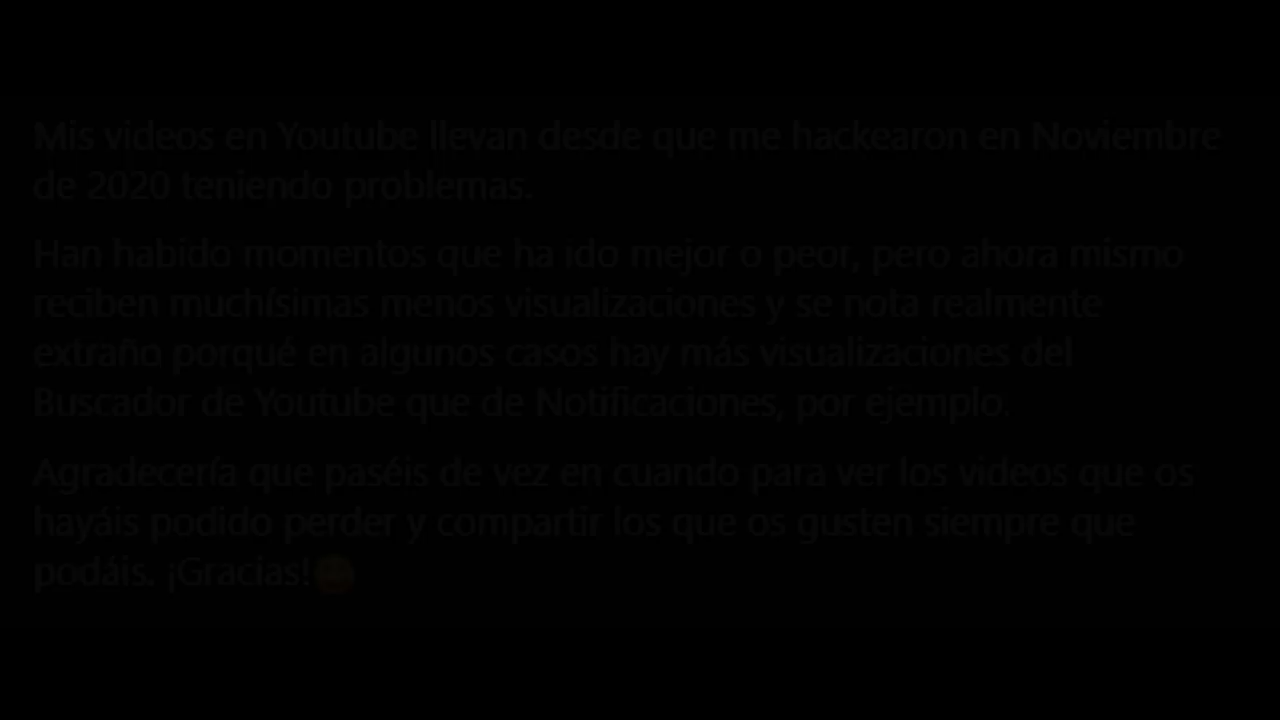 Mis videos en Youtube llevan desde que me hackearon en Noviembre
de 2020 teniendo problemas.
Han habido momentos que ha ido mejor o peor, pero ahora mismo
reciben muchísimas menos visualizaciones y se nota realmente
extraño porqué en algunos casos hay más visualizaciones del
Buscador de Youtube que de Notificaciones, por ejemplo.
Agradecería que paséis de vez en cuando para ver los videos que os
hayáis podido perder y compartir los que os gusten siempre que
podáis. ¡Gracias!